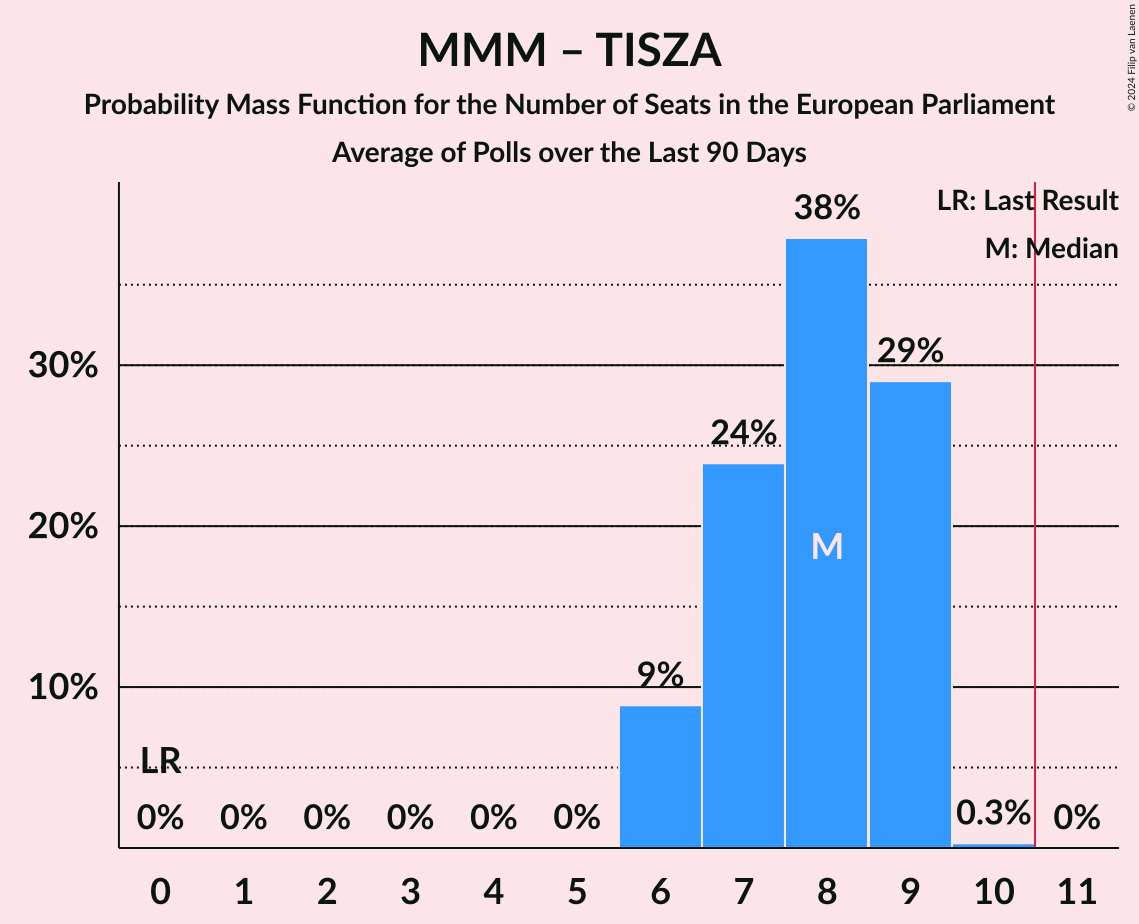 MMM – TISZA
Probability Mass Function for the Number of Seats in the European Parliament
Average of Polls over the Last 90 Days
© 2024 Filip van Laenen
LR: Last Result
M: Median
38%
30%
29%
24%
20%
M
10%
9%
LR
0% 0% 0% 0% 0% 0% 0.3% 0%
0 1 2 3 4 5 6 7 8 9 10 11